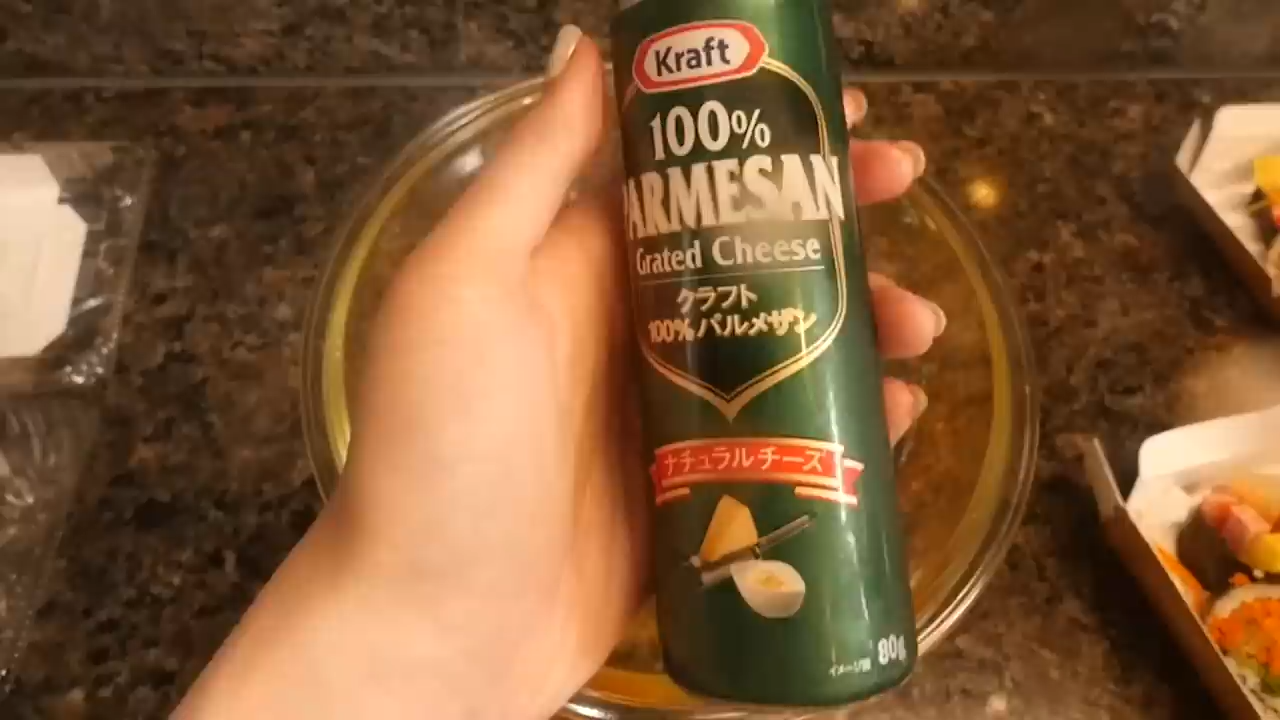 Kraft
100%
PARMESAN
Grated Cheese
クラフト
100%パルメザン
ナチュラルチーズ
イメージ画 80g